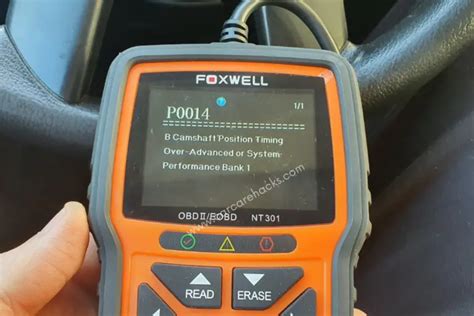 FOXWELL
P0014
?
1/1
B Camshaft Position Timing
Over-Advanced or System
Performance Bank 1
carcarehacks.com
OBDII/EOBD NT301
READ ERASE